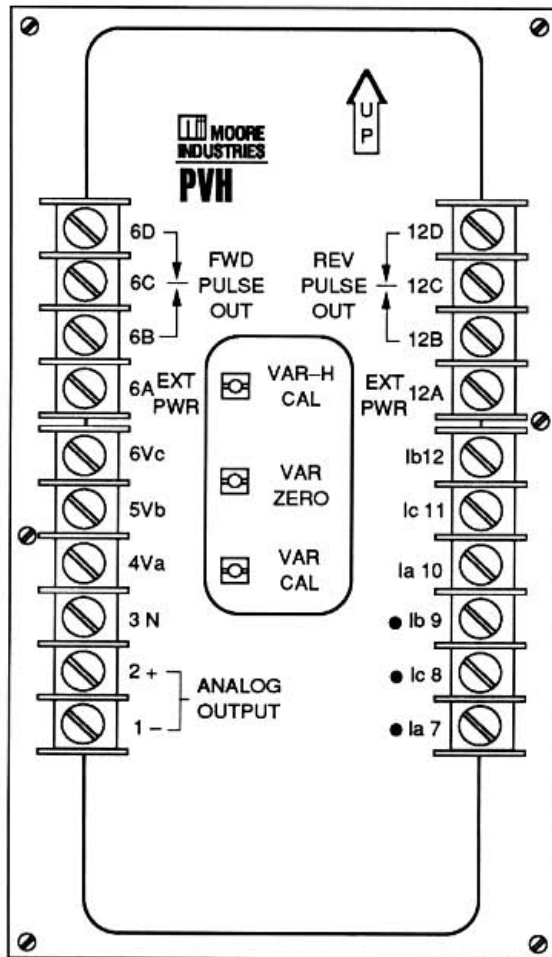 UP
MOORE
INDUSTRIES
PVH
6D
6C
6B
6A
FWD
PULSE
OUT
EXT
PWR
REV
PULSE
OUT
12D
12C
12B
12A
EXT
PWR
VAR–H
CAL
VAR
ZERO
VAR
CAL
6Vc
5Vb
4Va
3 N
2 +
1 –
ANALOG
OUTPUT
Ib12
Ic 11
Ia 10
● Ib 9
● Ic 8
● Ia 7